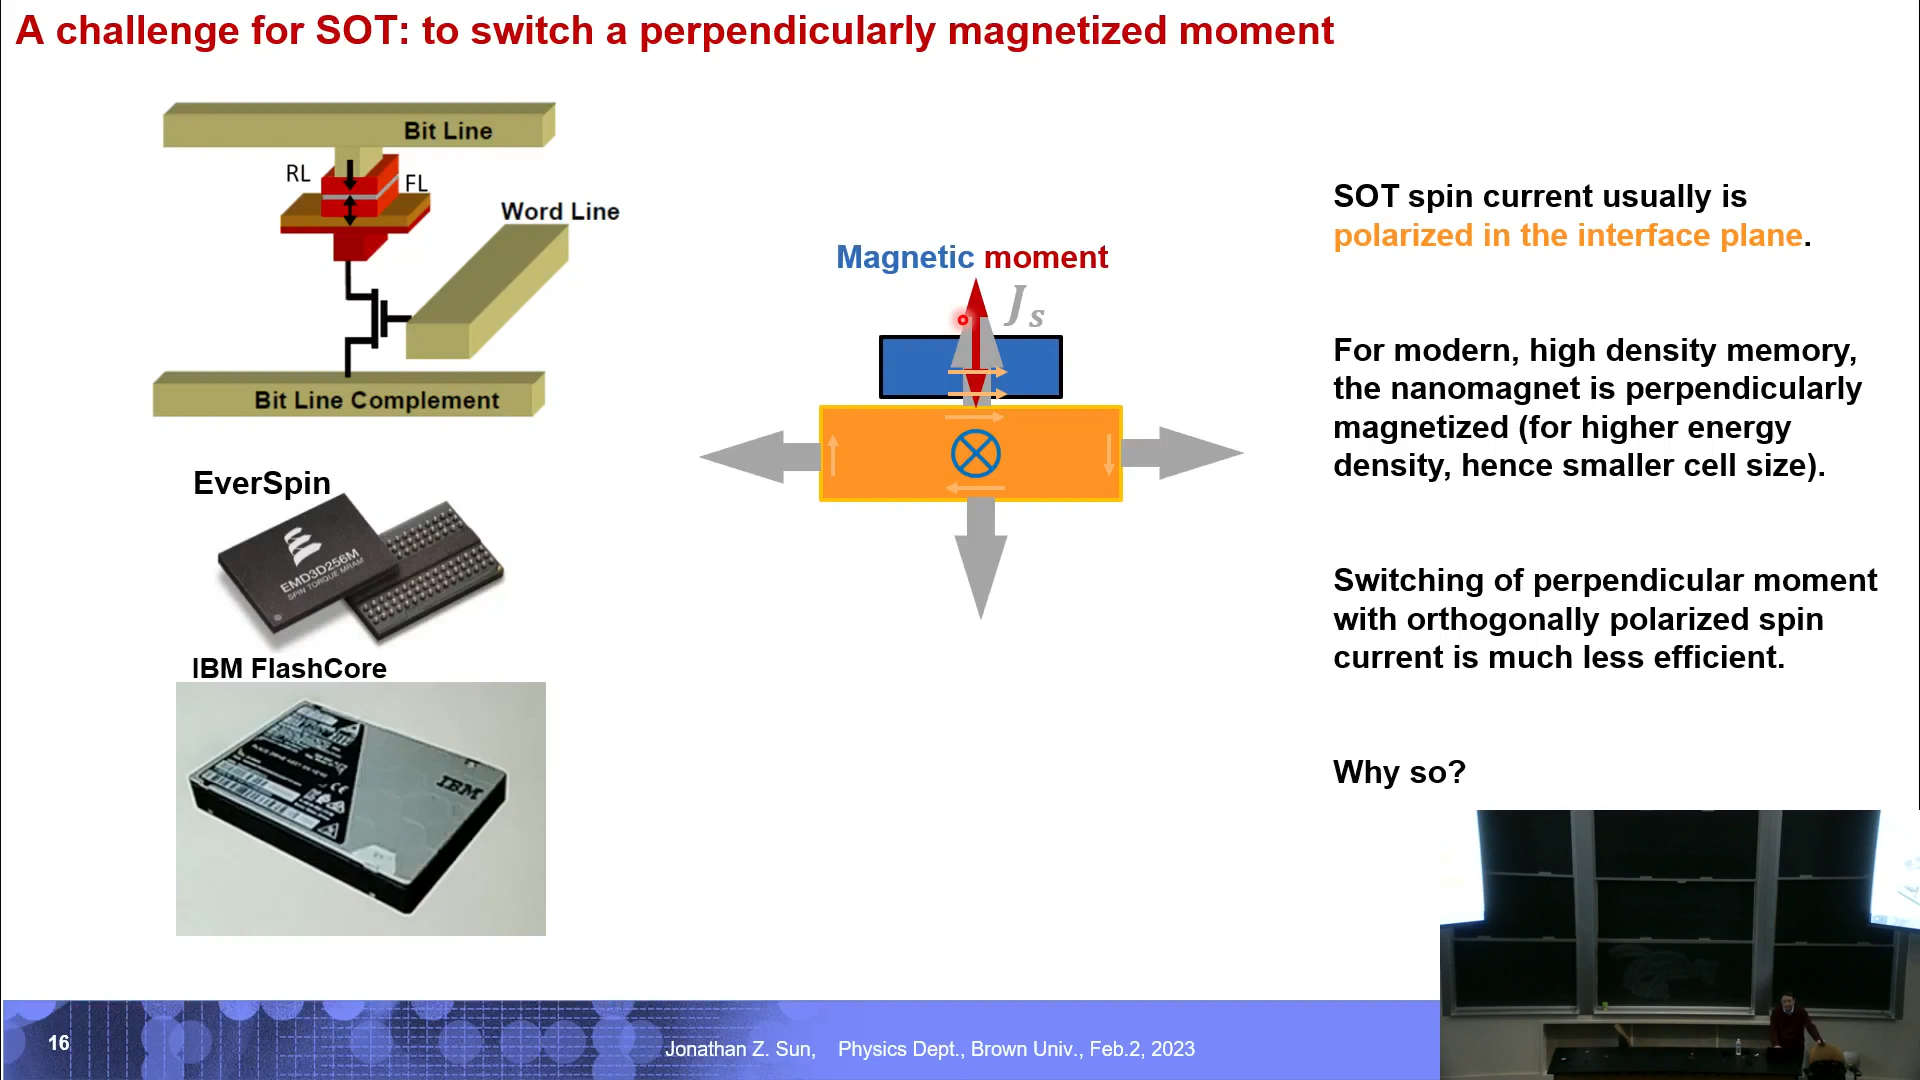 A challenge for SOT: to switch a perpendicularly magnetized moment
Bit Line
RL
FL
Word Line
Bit Line Complement
EverSpin
EMD3D256M
SPIN TORQUE MRAM
IBM FlashCore
IBM
Magnetic moment
J s
SOT spin current usually is
polarized in the interface plane.
For modern, high density memory,
the nanomagnet is perpendicularly
magnetized (for higher energy
density, hence smaller cell size).
Switching of perpendicular moment
with orthogonally polarized spin
current is much less efficient.
Why so?
16
Jonathan Z. Sun, Physics Dept., Brown Univ., Feb.2, 2023